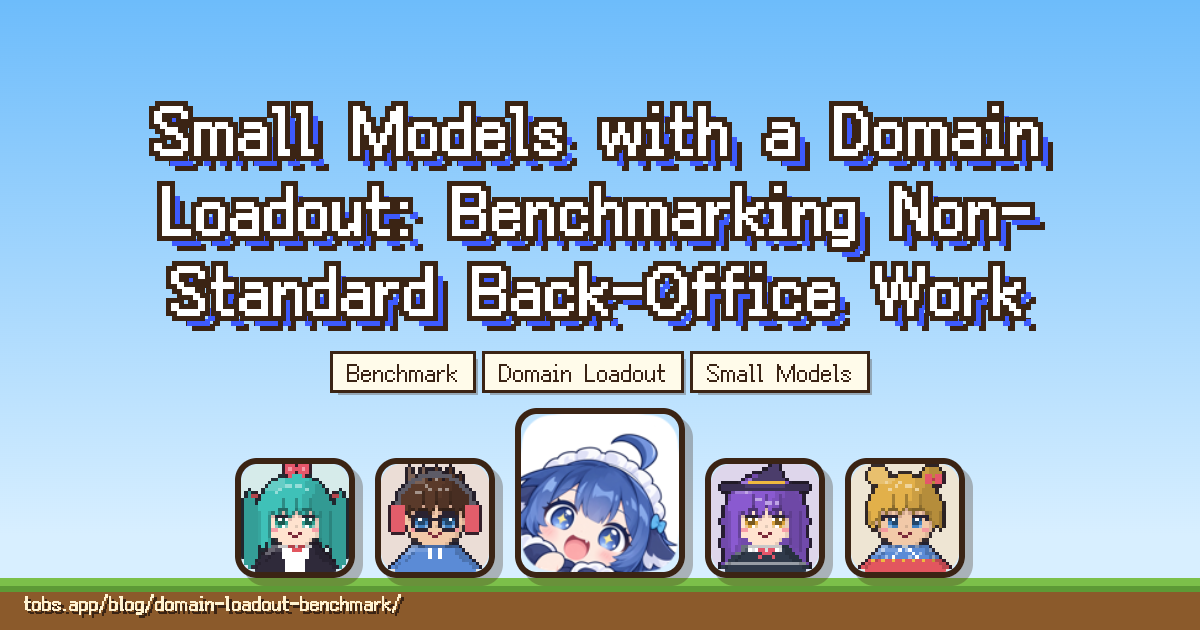 Small Models with a Domain
Loadout: Benchmarking Non-
Standard Back-Office Work
Benchmark
Domain Loadout
Small Models
tobs.app/blog/domain-loadout-benchmark/